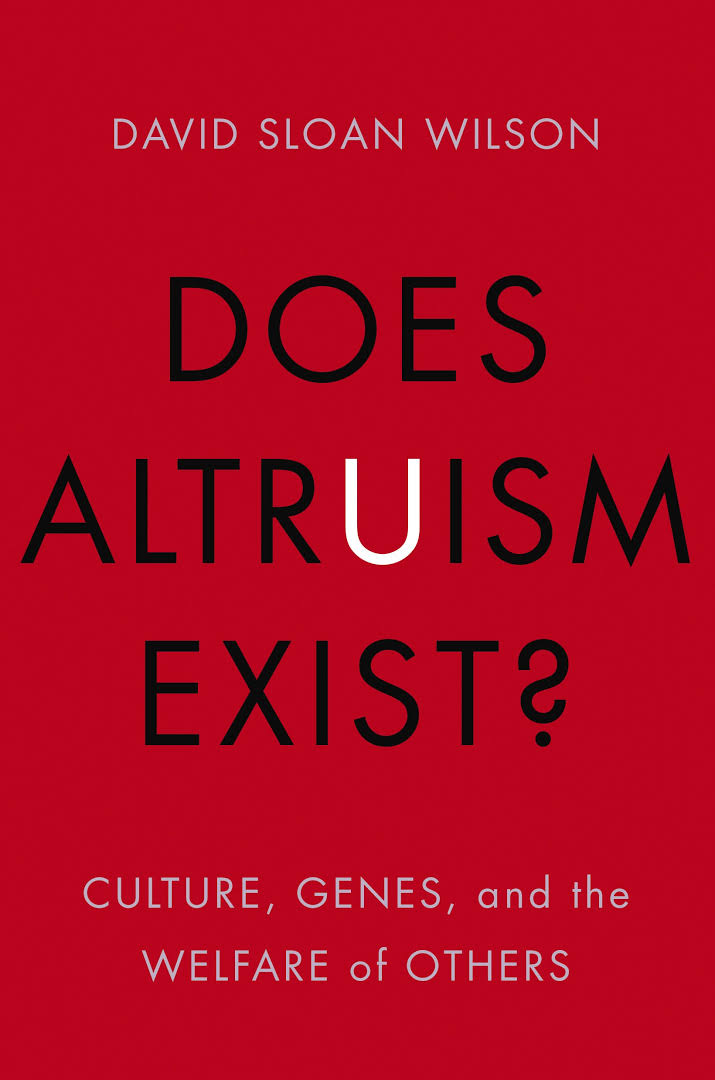 DAVID SLOAN WILSON
DOES
ALTRUISM
EXIST?
CULTURE, GENES, and the
WELFARE of OTHERS